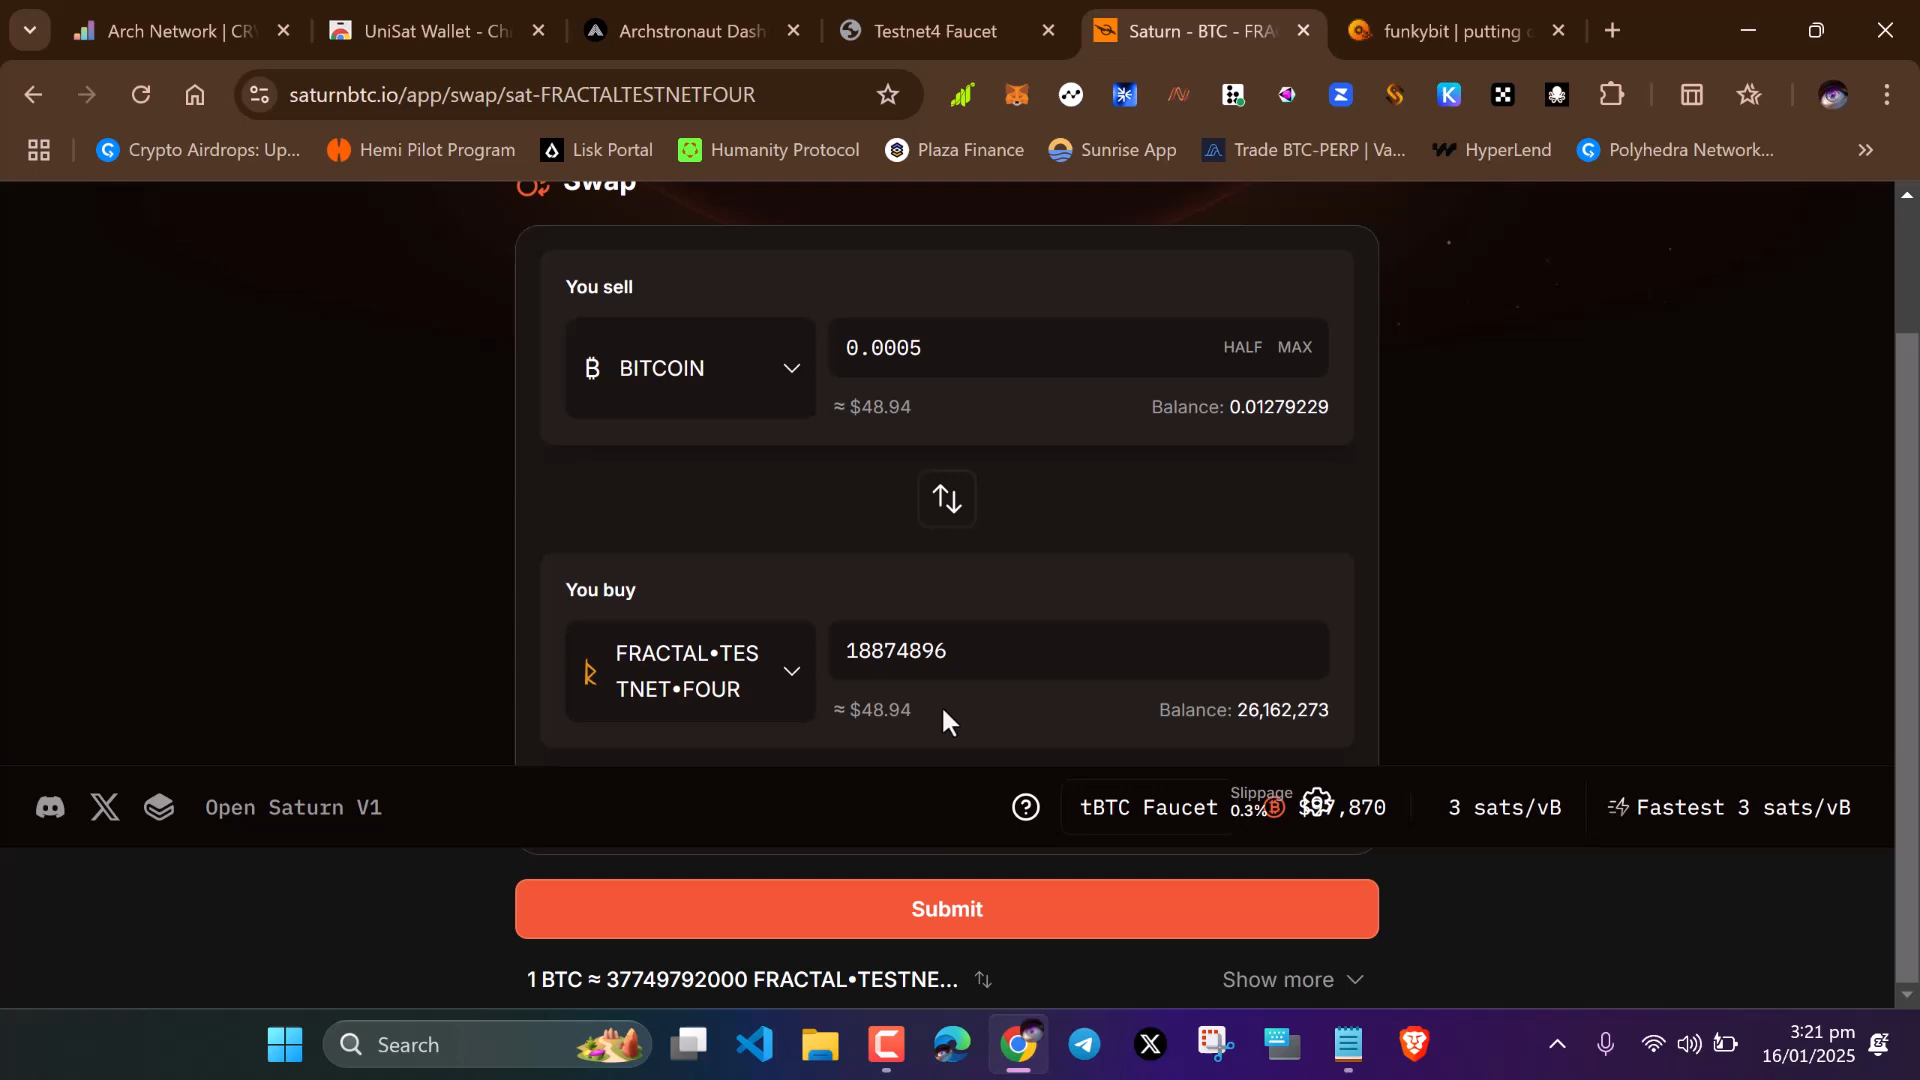 Arch Network | CR
UniSat Wallet - Ch
Archstronaut Dash
Testnet4 Faucet
Saturn - BTC - FRA
funkybit | putting
saturnbtc.io/app/swap/sat-FRACTALTESTNETFOUR
Crypto Airdrops: Up...
Hemi Pilot Program
Lisk Portal
Humanity Protocol
Plaza Finance
Sunrise App
Trade BTC-PERP | Va...
HyperLend
Polyhedra Network...
Swap
You sell
BITCOIN
0.0005
HALF MAX
≈ $48.94
Balance: 0.01279229
You buy
FRACTAL•TES
TNET•FOUR
18874896
≈ $48.94
Balance: 26,162,273
Open Saturn V1
tBTC Faucet
Slippage
0.3%
7,870
3 sats/vB
Fastest 3 sats/vB
Submit
1 BTC ≈ 37749792000 FRACTAL•TESTNE...
Show more
Search
3:21 pm
16/01/2025